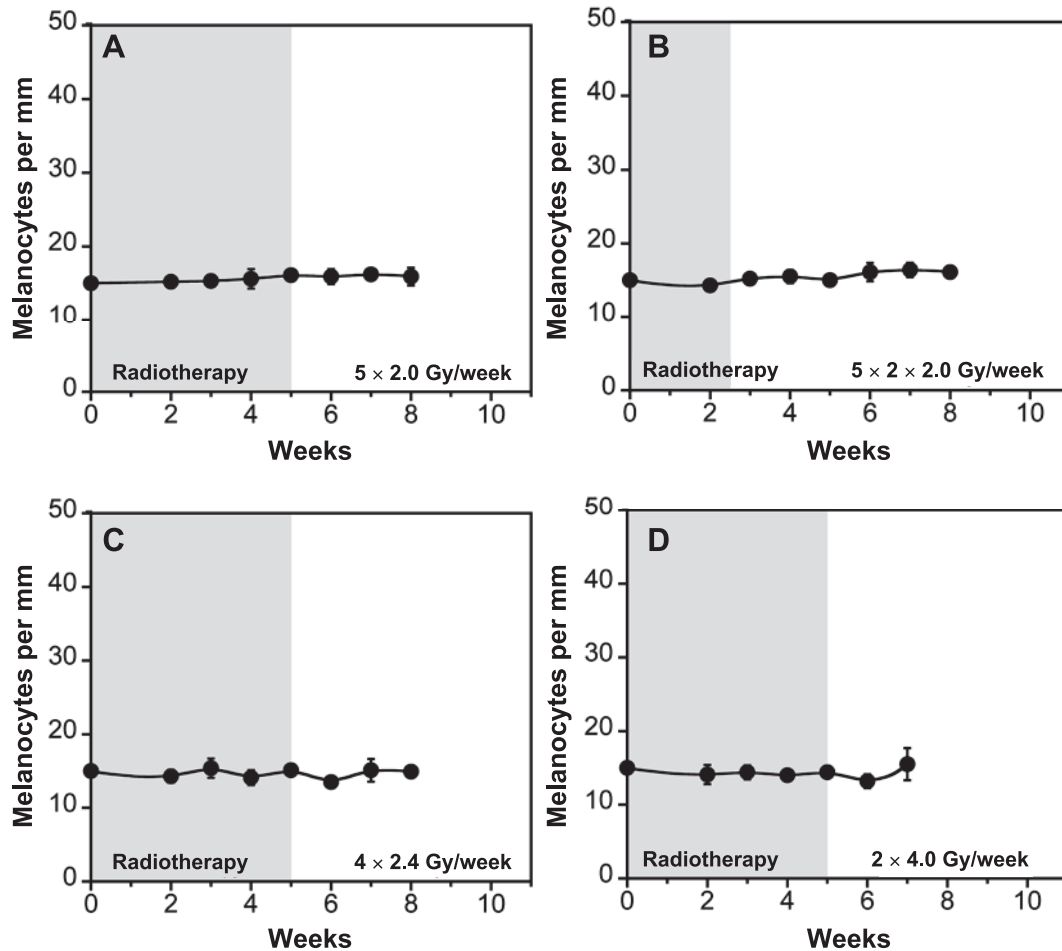 A
50
40
30
20
10
0
Melanocytes per mm
Radiotherapy
5 × 2.0 Gy/week
0 2 4 6 8 10
Weeks
B
50
40
30
20
10
0
Melanocytes per mm
Radiotherapy
5 × 2 × 2.0 Gy/week
0 2 4 6 8 10
Weeks
C
50
40
30
20
10
0
Melanocytes per mm
Radiotherapy
4 × 2.4 Gy/week
0 2 4 6 8 10
Weeks
D
50
40
30
20
10
0
Melanocytes per mm
Radiotherapy
2 × 4.0 Gy/week
0 2 4 6 8 10
Weeks